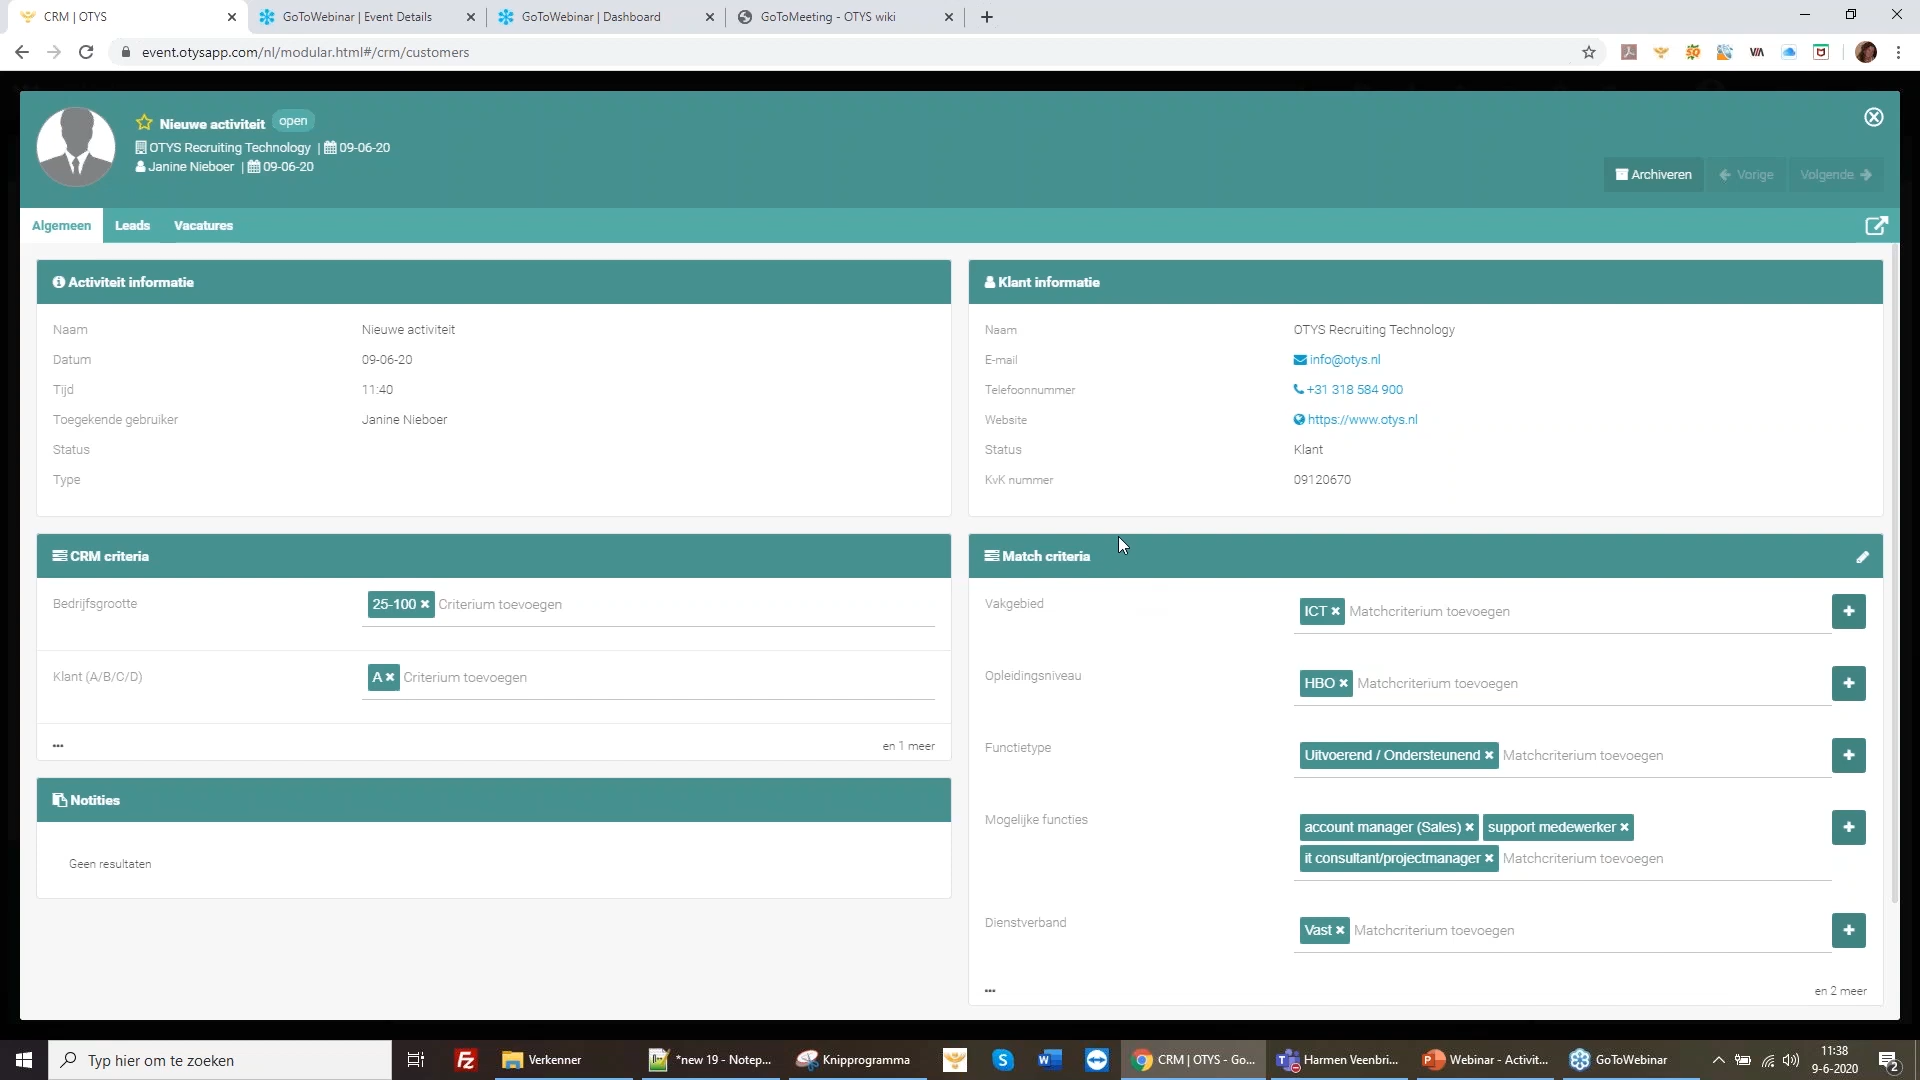 CRM | OTYS
GoToWebinar | Event Details
GoToWebinar | Dashboard
GoToMeeting - OTYS wiki
event.otysapp.com/nl/modular.html#/crm/customers
Nieuwe activiteit open
OTYS Recruiting Technology | 09-06-20
Janine Nieboer | 09-06-20
Archiveren
Vorige
Volgende
Algemeen
Leads
Vacatures
Activiteit informatie
Naam Nieuwe activiteit
Datum 09-06-20
Tijd 11:40
Toegekende gebruiker Janine Nieboer
Status
Type
Klant informatie
Naam OTYS Recruiting Technology
E-mail info@otys.nl
Telefoonnummer +31 318 584 900
Website https://www.otys.nl
Status Klant
KvK nummer 09120670
CRM criteria
Bedrijfsgrootte 25-100 × Criterium toevoegen
Klant (A/B/C/D) A × Criterium toevoegen
... en 1 meer
Notities
Geen resultaten
Match criteria
Vakgebied ICT × Matchcriterium toevoegen +
Opleidingsniveau HBO × Matchcriterium toevoegen +
Functietype Uitvoerend / Ondersteunend × Matchcriterium toevoegen +
Mogelijke functies account manager (Sales) × support medewerker × +
it consultant/projectmanager × Matchcriterium toevoegen
Dienstverband Vast × Matchcriterium toevoegen +
... en 2 meer
Typ hier om te zoeken
Verkenner
*new 19 - Notep...
Knipprogramma
CRM | OTYS - Go...
Harmen Veenbri...
Webinar - Activit...
GoToWebinar
11:38
9-6-2020
2